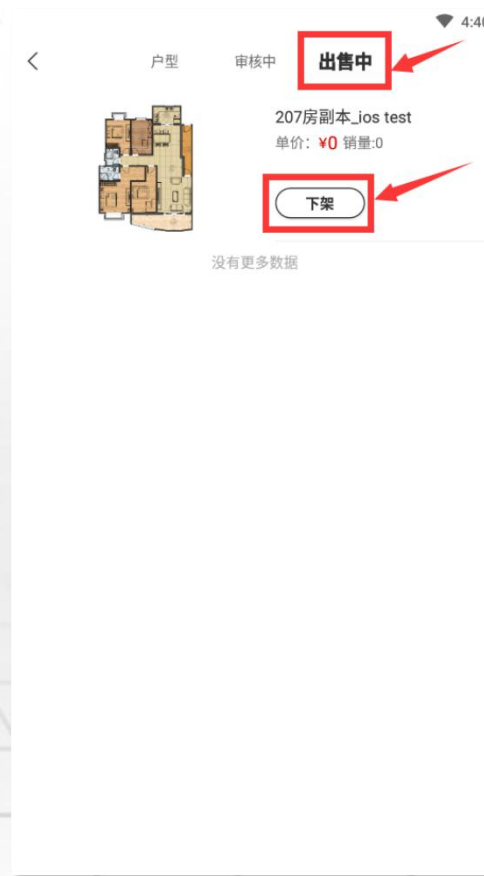 4:40
户型 审核中 出售中
207房副本_ios test
单价：¥0 销量:0
下架
没有更多数据